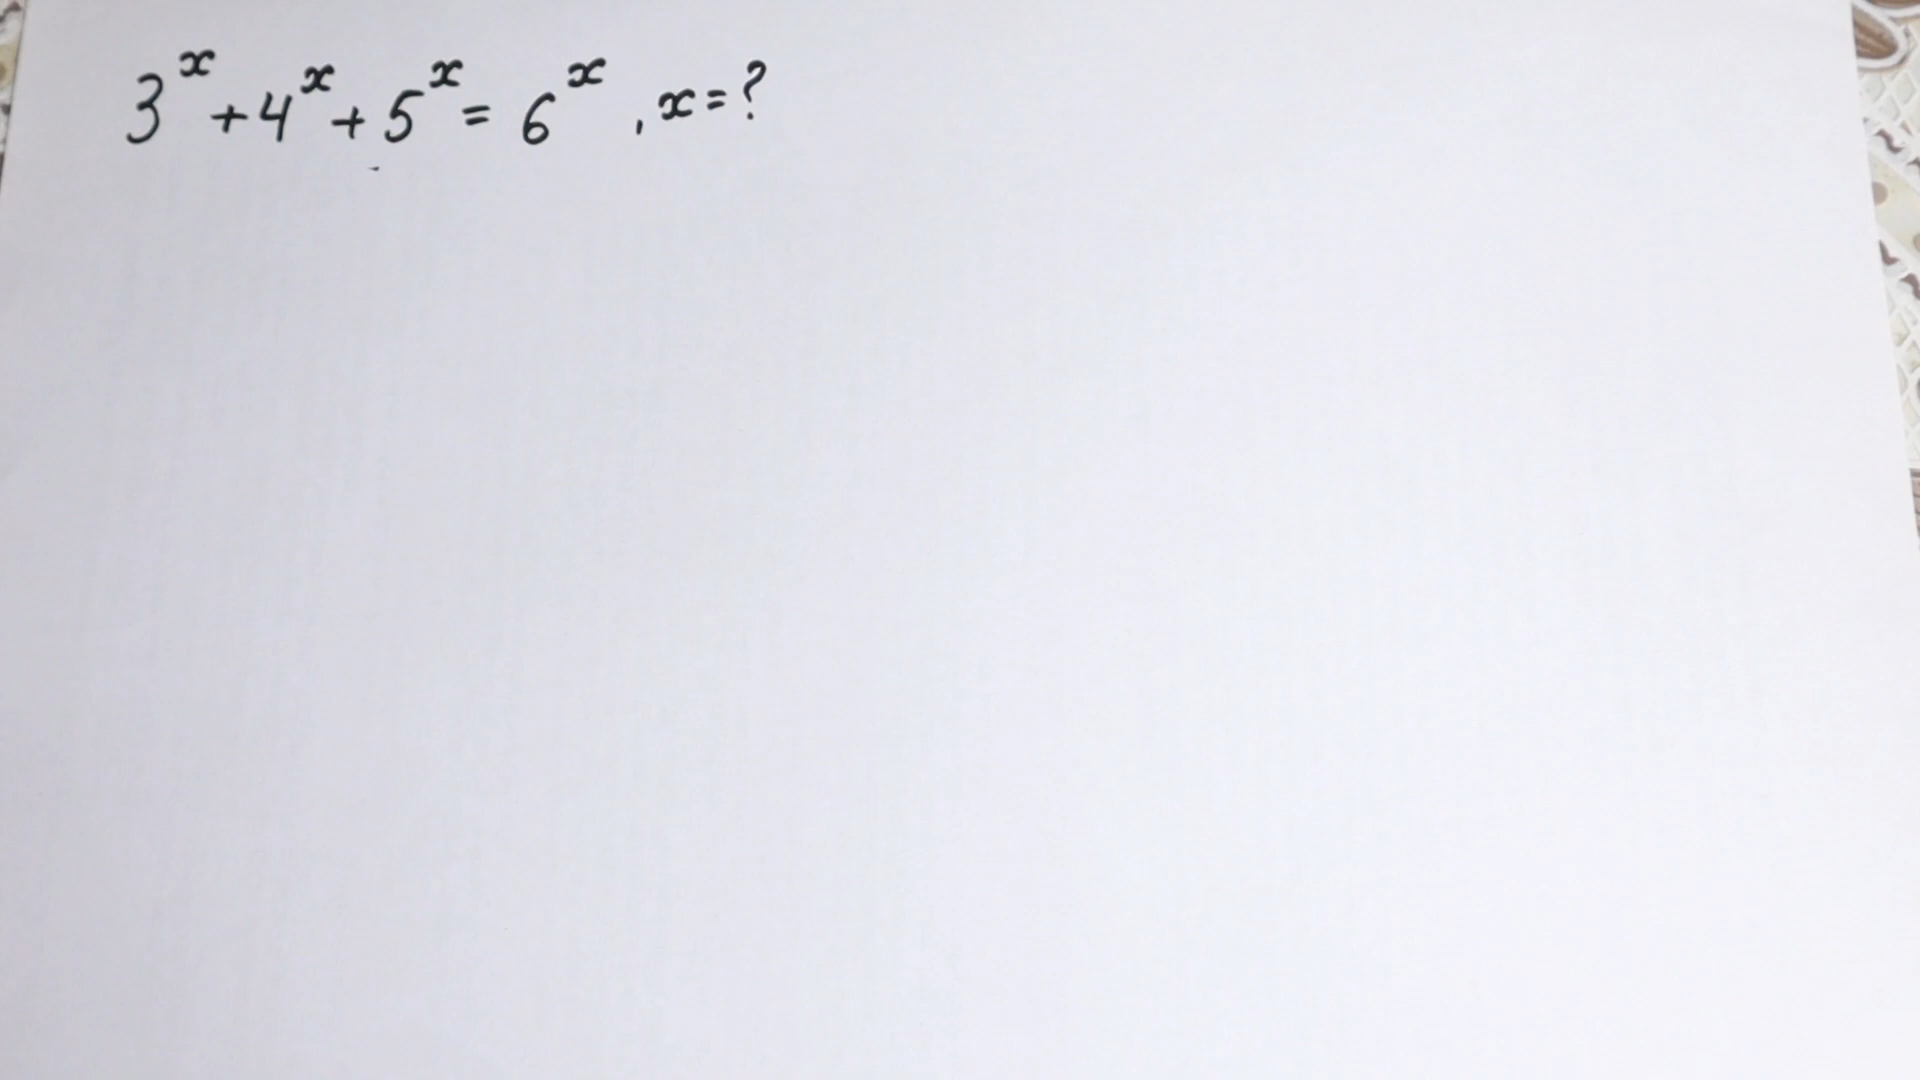 3^x + 4^x + 5^x = 6^x , x = ?